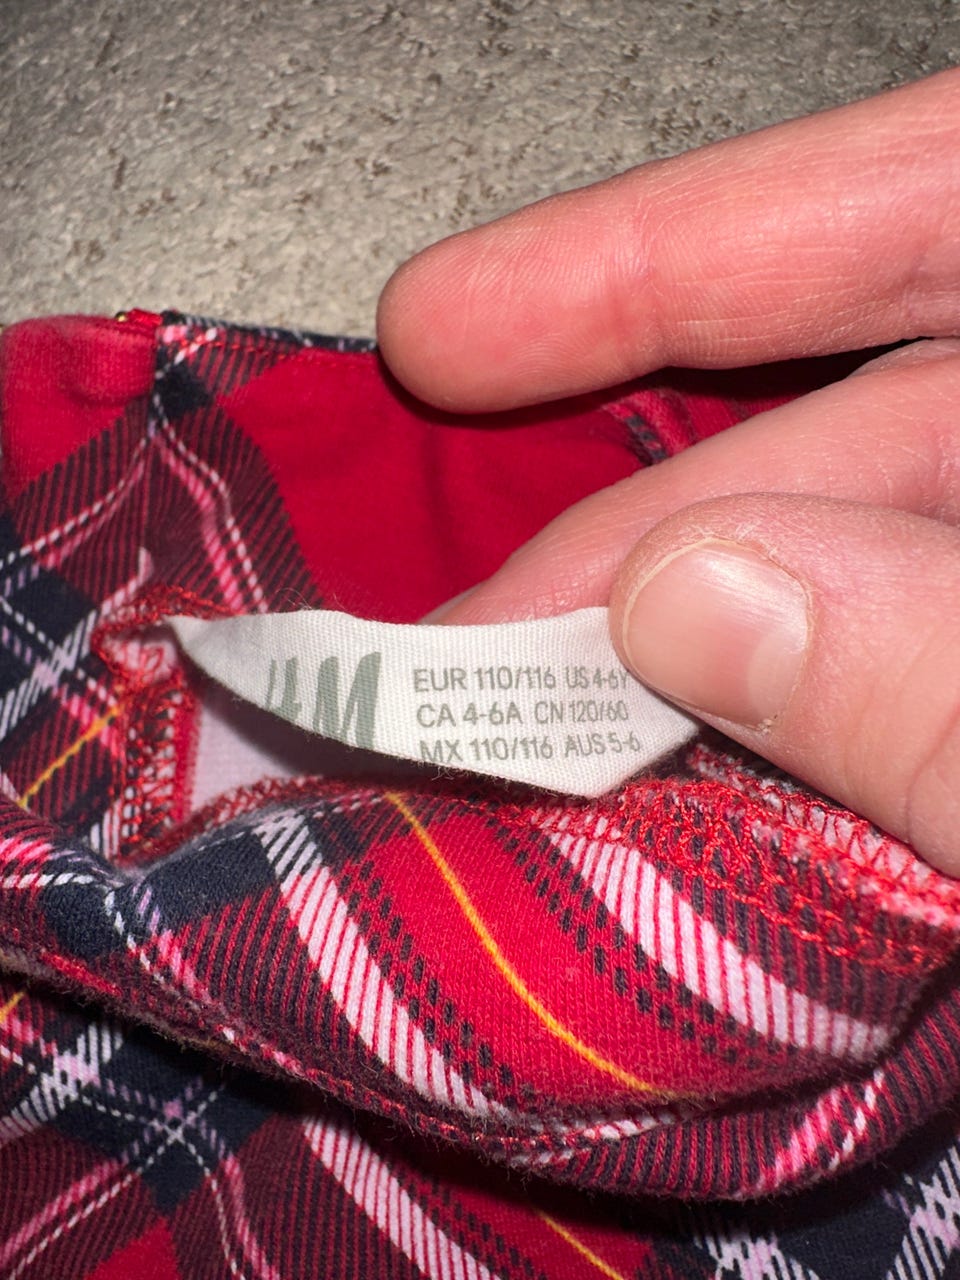 H&M
EUR 110/116 US 4-6Y
CA 4-6A CN 120/60
MX 110/116 AUS 5-6